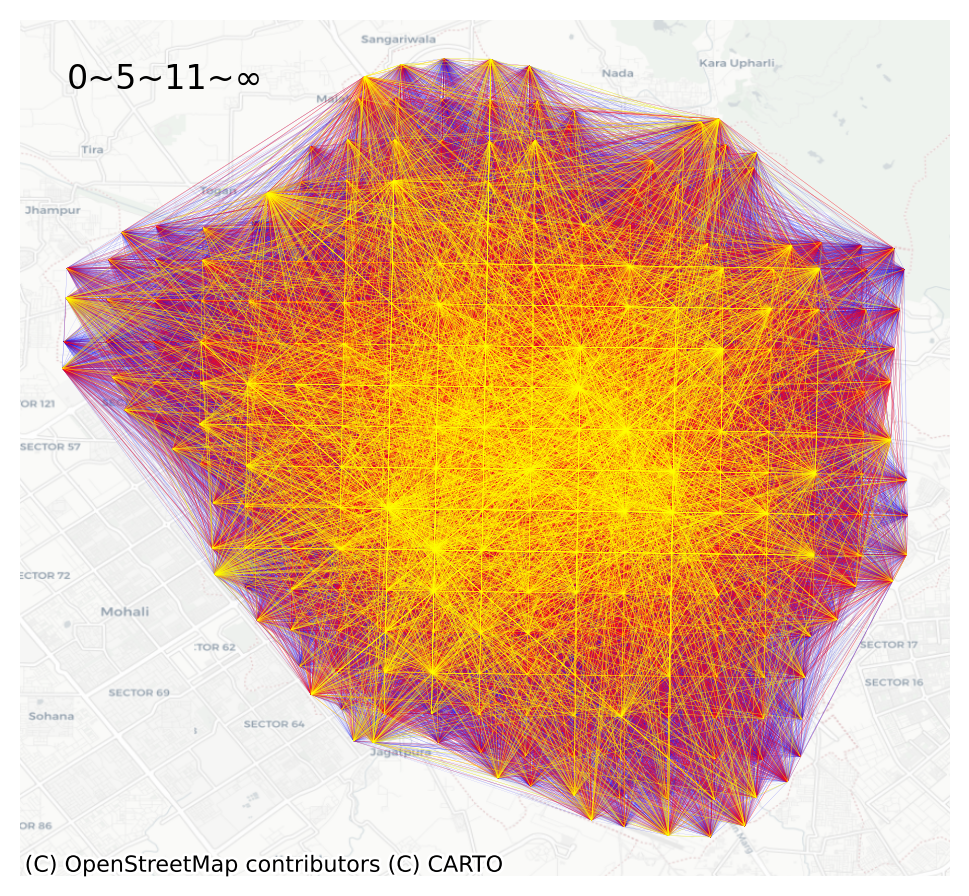 Sangariwala
Nada
Kara Upharli
0~5~11~∞
Tira
Togan
Jhampur
OR 121
SECTOR 57
ECTOR 72
Mohali
:TOR 62
SECTOR 17
SECTOR 69
SECTOR 16
Sohana
SECTOR 64
Jagatpura
OR 86
(C) OpenStreetMap contributors (C) CARTO